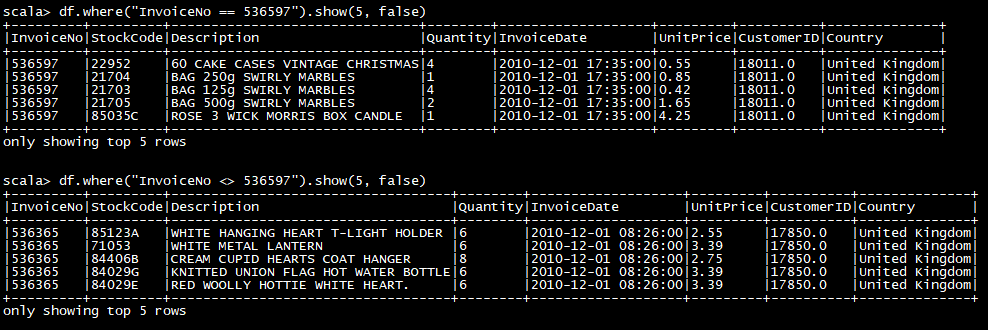 scala> df.where("InvoiceNo == 536597").show(5, false)
+---------+---------+-------------------------------+--------+-------------------+---------+----------+--------------+
|InvoiceNo|StockCode|Description                    |Quantity|InvoiceDate        |UnitPrice|CustomerID|Country       |
+---------+---------+-------------------------------+--------+-------------------+---------+----------+--------------+
|536597   |22952    |60 CAKE CASES VINTAGE CHRISTMAS|4       |2010-12-01 17:35:00|0.55     |18011.0   |United Kingdom|
|536597   |21704    |BAG 250g SWIRLY MARBLES        |1       |2010-12-01 17:35:00|0.85     |18011.0   |United Kingdom|
|536597   |21703    |BAG 125g SWIRLY MARBLES        |4       |2010-12-01 17:35:00|0.42     |18011.0   |United Kingdom|
|536597   |21705    |BAG 500g SWIRLY MARBLES        |2       |2010-12-01 17:35:00|1.65     |18011.0   |United Kingdom|
|536597   |85035C   |ROSE 3 WICK MORRIS BOX CANDLE  |1       |2010-12-01 17:35:00|4.25     |18011.0   |United Kingdom|
+---------+---------+-------------------------------+--------+-------------------+---------+----------+--------------+
only showing top 5 rows
scala> df.where("InvoiceNo <> 536597").show(5, false)
+---------+---------+-----------------------------------+--------+-------------------+---------+----------+--------------+
|InvoiceNo|StockCode|Description                        |Quantity|InvoiceDate        |UnitPrice|CustomerID|Country       |
+---------+---------+-----------------------------------+--------+-------------------+---------+----------+--------------+
|536365   |85123A   |WHITE HANGING HEART T-LIGHT HOLDER |6       |2010-12-01 08:26:00|2.55     |17850.0   |United Kingdom|
|536365   |71053    |WHITE METAL LANTERN                |6       |2010-12-01 08:26:00|3.39     |17850.0   |United Kingdom|
|536365   |84406B   |CREAM CUPID HEARTS COAT HANGER     |8       |2010-12-01 08:26:00|2.75     |17850.0   |United Kingdom|
|536365   |84029G   |KNITTED UNION FLAG HOT WATER BOTTLE|6       |2010-12-01 08:26:00|3.39     |17850.0   |United Kingdom|
|536365   |84029E   |RED WOOLLY HOTTIE WHITE HEART.     |6       |2010-12-01 08:26:00|3.39     |17850.0   |United Kingdom|
+---------+---------+-----------------------------------+--------+-------------------+---------+----------+--------------+
only showing top 5 rows